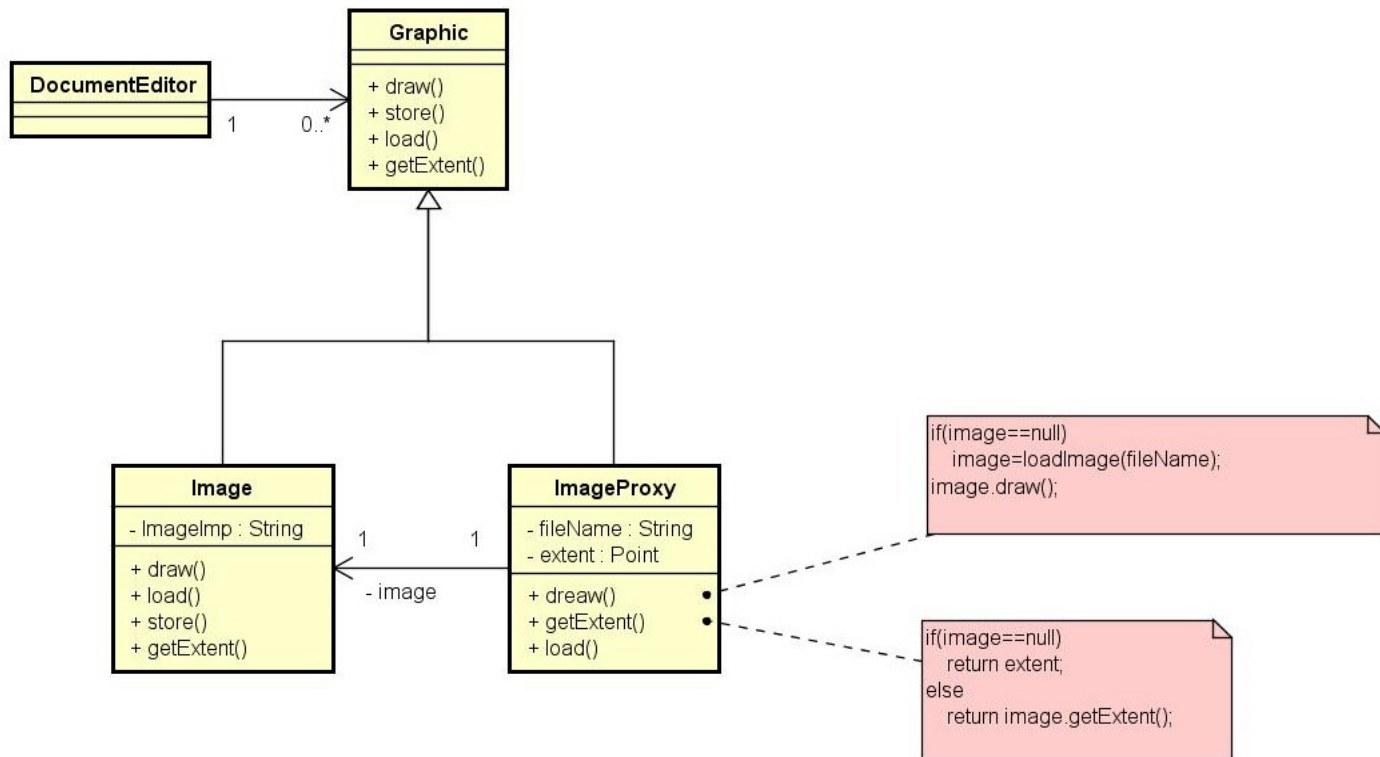 Graphic
+ draw()
+ store()
+ load()
+ getExtent()
DocumentEditor
1
0..*
Image
- ImageImp : String
+ draw()
+ load()
+ store()
+ getExtent()
1
1
- image
ImageProxy
- fileName : String
- extent : Point
+ dreaw()
+ getExtent()
+ load()
if(image==null)
image=loadImage(fileName);
image.draw();
if(image==null)
return extent;
else
return image.getExtent();